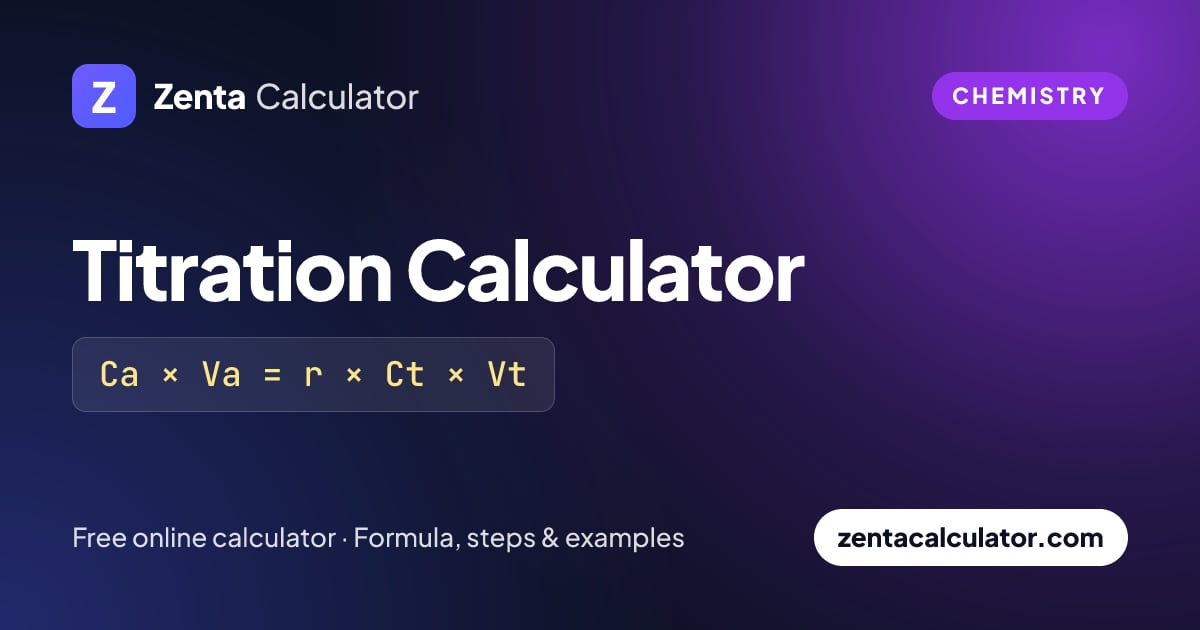 Z
Zenta Calculator
CHEMISTRY
Titration Calculator
Ca × Va = r × Ct × Vt
Free online calculator · Formula, steps & examples
zentacalculator.com